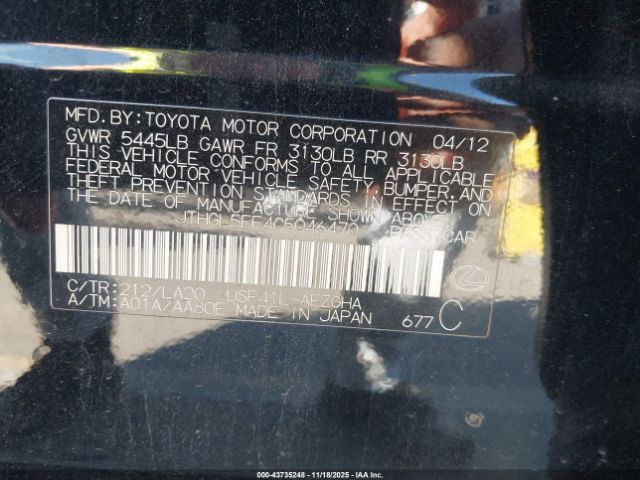 MFD. BY: TOYOTA MOTOR CORPORATION 04/12
GVWR 5445LB GAWR FR 3130LB RR 3130LB
THIS VEHICLE CONFORMS TO ALL APPLICABLE
FEDERAL MOTOR VEHICLE SAFETY, BUMPER, AND
THEFT PREVENTION STANDARDS IN EFFECT ON
THE DATE OF MANUFACTURE SHOWN ABOVE.
JTHGL5EF4C5046470 PASS. CAR
C/TR: 212/LA20 USF41L-AEZGHA
A/TM: A01A/AA80E MADE IN JAPAN 677 C
000-43735248 - 11/18/2025 - IAA Inc.